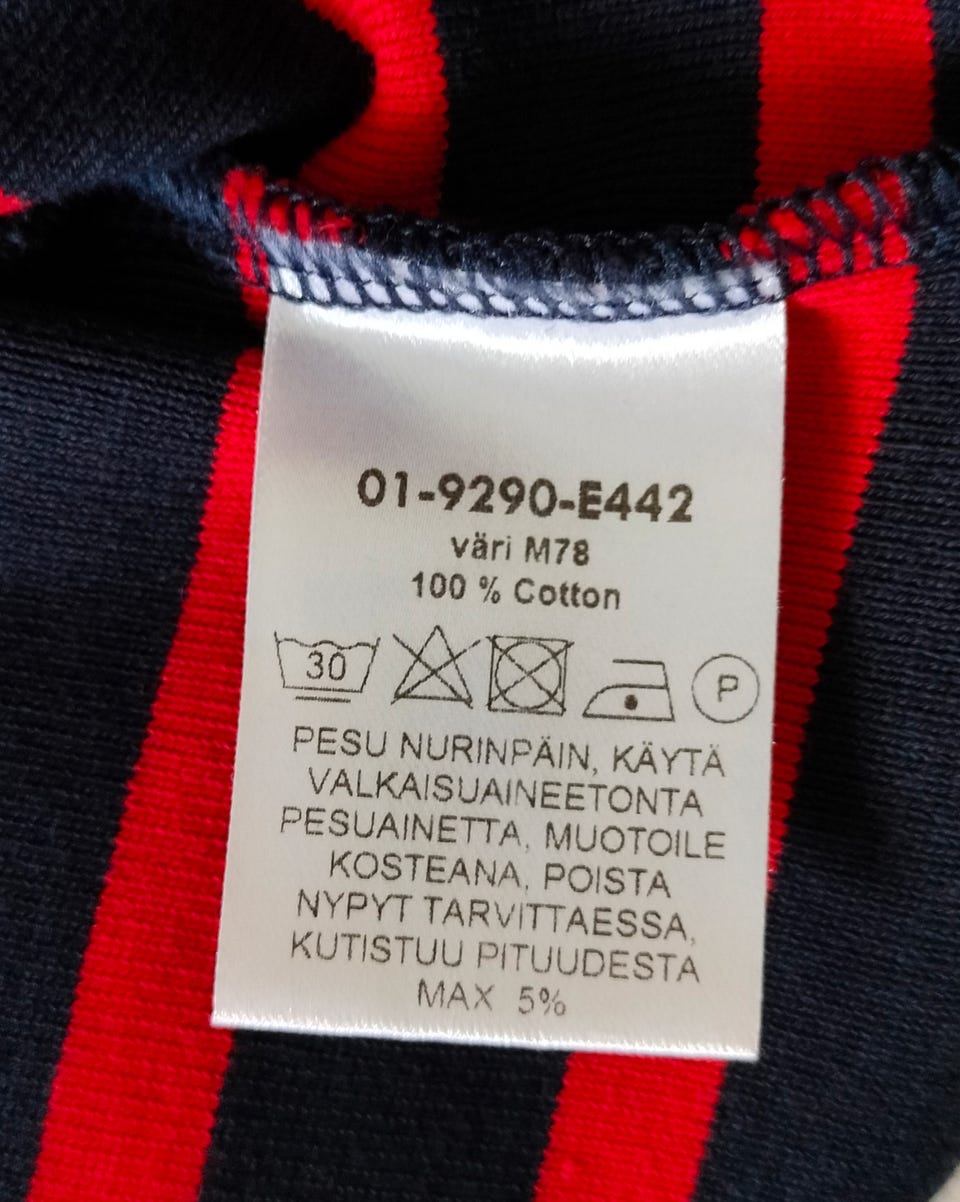 01-9290-E442
väri M78
100 % Cotton
30 P
PESU NURINPÄIN, KÄYTÄ
VALKAISUAINEETONTA
PESUAINETTA, MUOTOILE
KOSTEANA, POISTA
NYPYT TARVITTAESSA,
KUTISTUU PITUUDESTA
MAX 5%